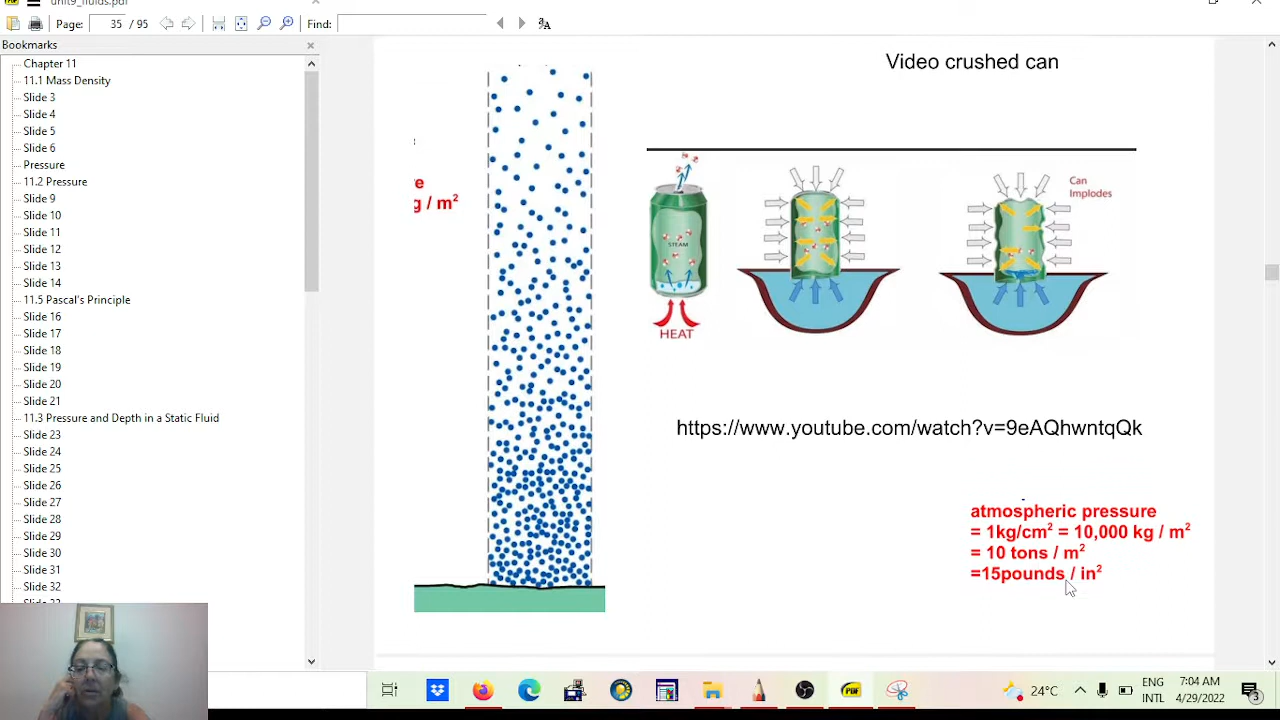 unit9_fluids.pdf
Page: 35 / 95
Find:
Bookmarks
Chapter 11
11.1 Mass Density
Slide 3
Slide 4
Slide 5
Slide 6
Pressure
11.2 Pressure
Slide 9
Slide 10
Slide 11
Slide 12
Slide 13
Slide 14
11.5 Pascal's Principle
Slide 16
Slide 17
Slide 18
Slide 19
Slide 20
Slide 21
11.3 Pressure and Depth in a Static Fluid
Slide 23
Slide 24
Slide 25
Slide 26
Slide 27
Slide 28
Slide 29
Slide 30
Slide 31
Slide 32
Video crushed can
/ m²
STEAM
HEAT
Can
Implodes
https://www.youtube.com/watch?v=9eAQhwntqQk
atmospheric pressure
= 1kg/cm² = 10,000 kg / m²
= 10 tons / m²
=15pounds / in²
PDF
24°C
ENG
INTL
7:04 AM
4/29/2022
3